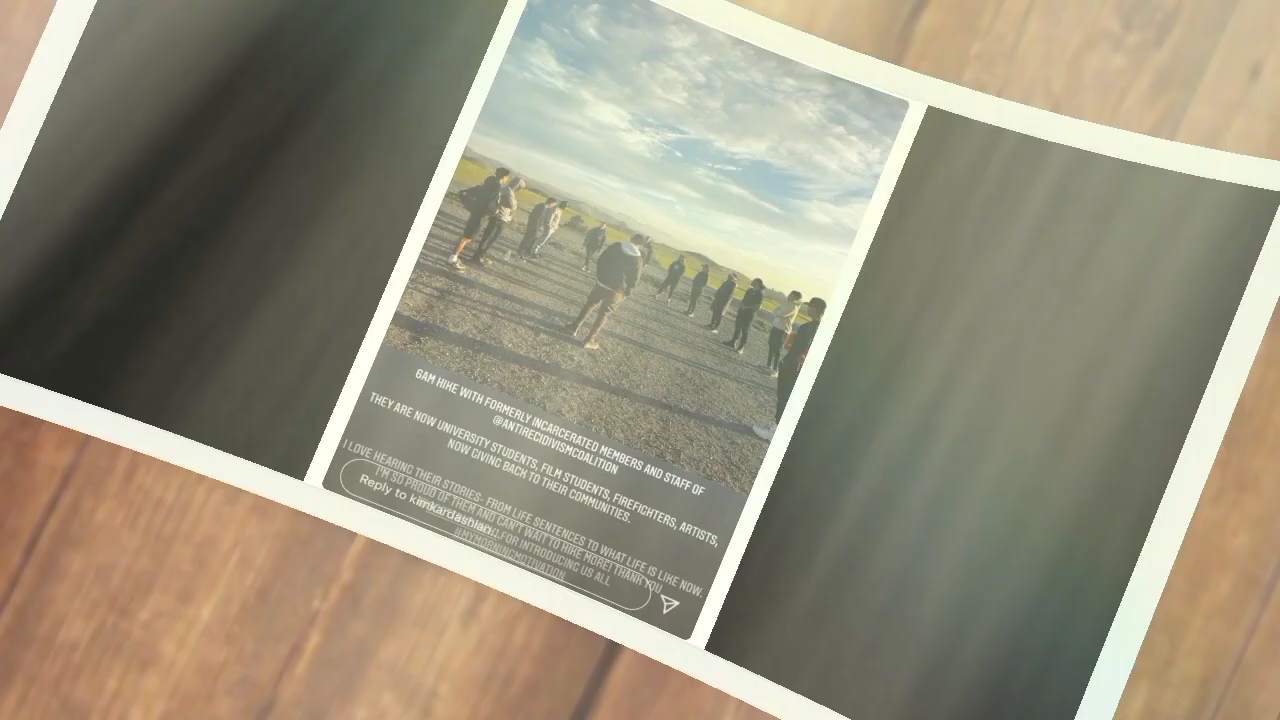 6AM HIKE WITH FORMERLY INCARCERATED MEMBERS AND STAFF OF
@ANTIRECIDIVISMCOALITION
THEY ARE NOW UNIVERSITY STUDENTS, FILM STUDENTS, FIREFIGHTERS, ARTISTS,
NOW GIVING BACK TO THEIR COMMUNITIES.
I LOVE HEARING THEIR STORIES- FROM LIFE SENTENCES TO WHAT LIFE IS LIKE NOW.
I'M SO PROUD OF THEM AND CAN'T WAIT TO HIKE MORE! THANK YOU
FOR INTRODUCING US ALL
#MYMORNINGMOTIVATION
Reply to kimkardashian...